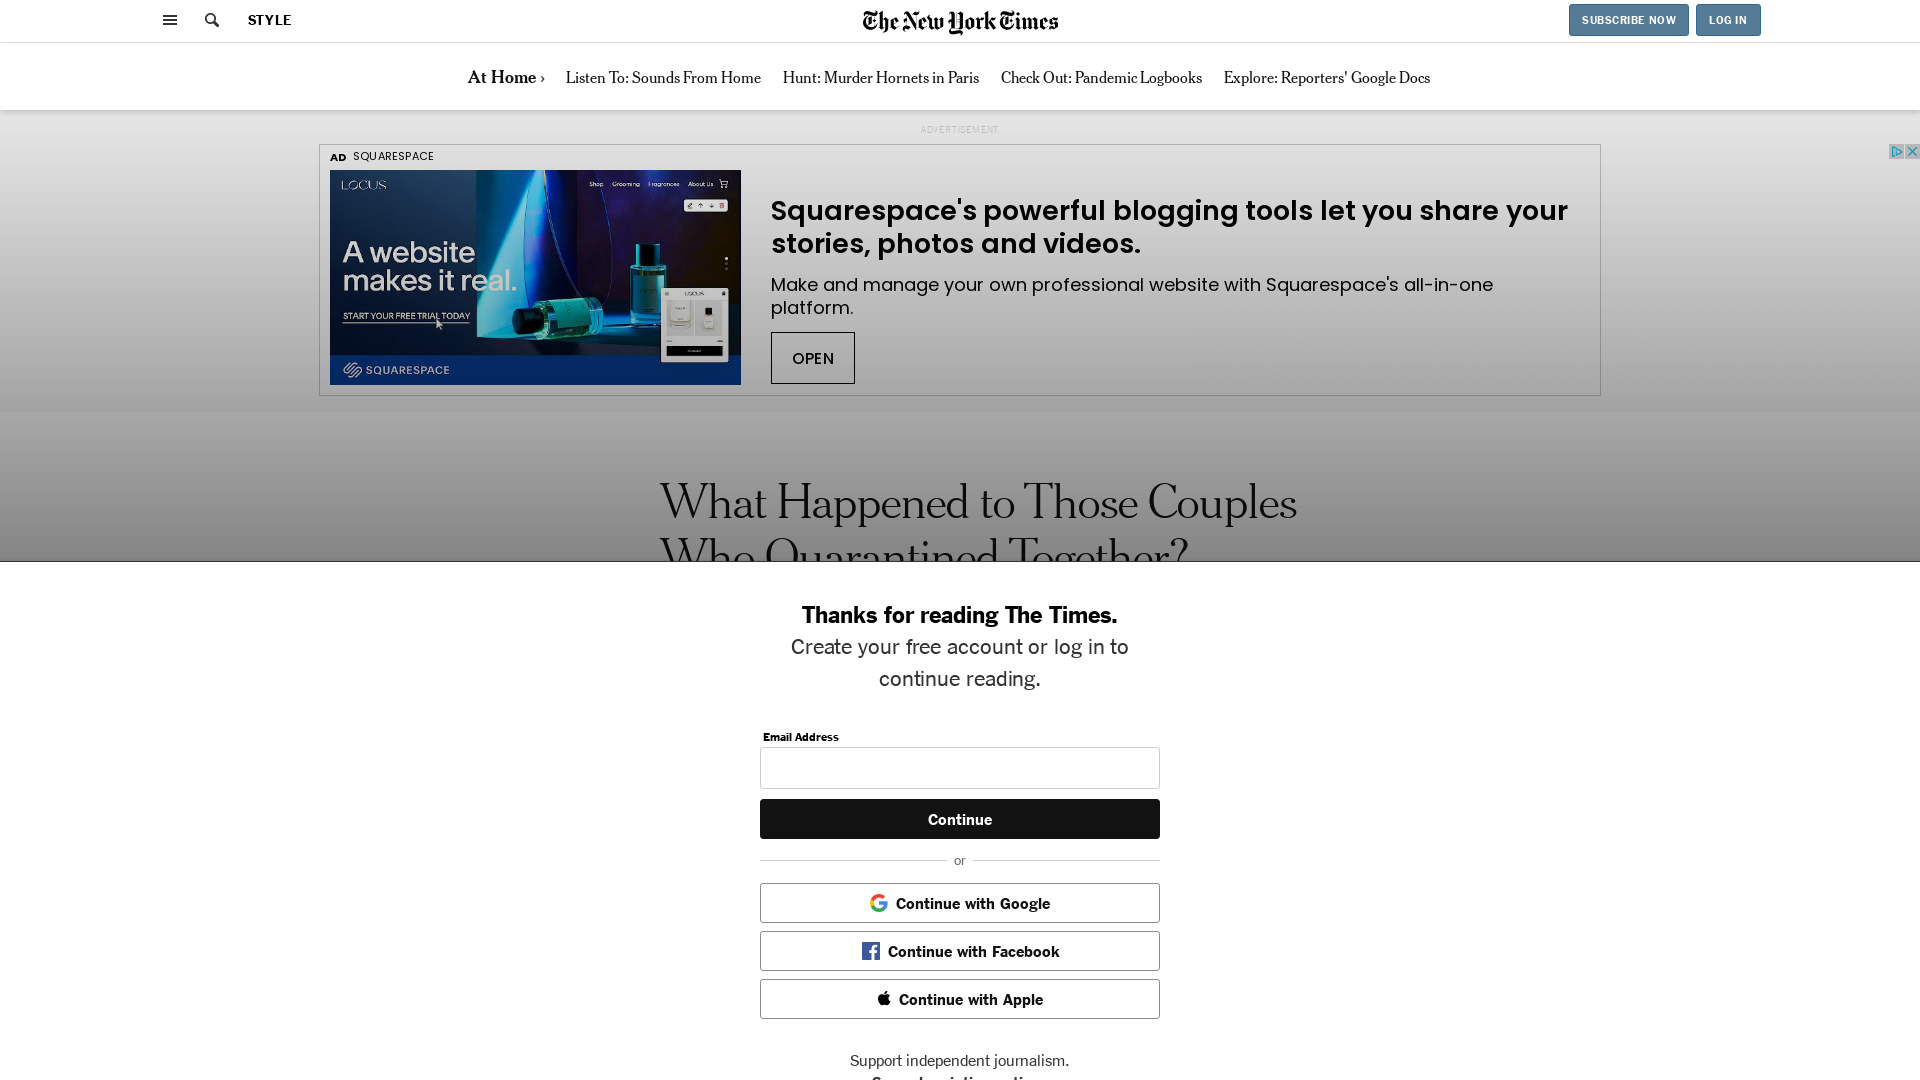 STYLE
The New York Times
SUBSCRIBE NOW
LOG IN
At Home ›
Listen To: Sounds From Home
Hunt: Murder Hornets in Paris
Check Out: Pandemic Logbooks
Explore: Reporters' Google Docs
ADVERTISEMENT
AD SQUARESPACE
LOCUS
Shop Grooming Fragrances About Us
A website
makes it real.
START YOUR FREE TRIAL TODAY
LOCUS
SQUARESPACE
Squarespace's powerful blogging tools let you share your
stories, photos and videos.
Make and manage your own professional website with Squarespace's all-in-one
platform.
OPEN
What Happened to Those Couples
Who Quarantined Together?
Thanks for reading The Times.
Create your free account or log in to
continue reading.
Email Address
Continue
or
Continue with Google
Continue with Facebook
Continue with Apple
Support independent journalism.